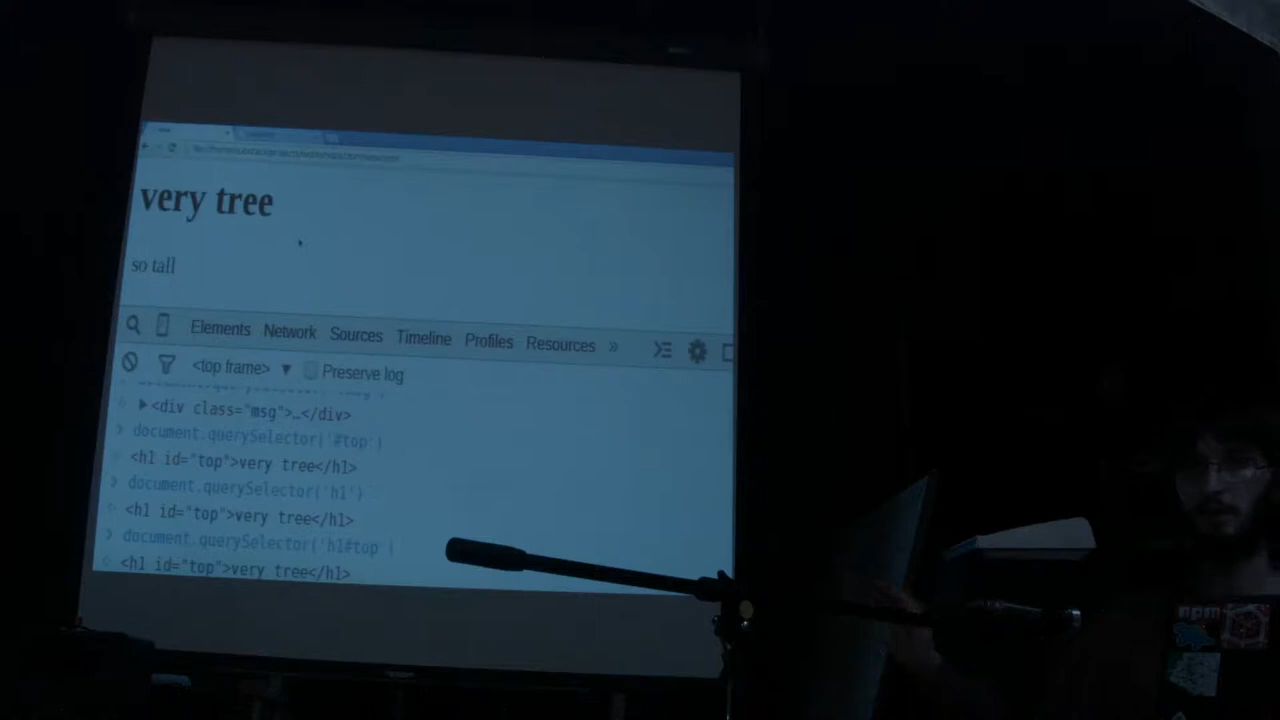 very tree
so tall
Elements Network Sources Timeline Profiles Resources »
<top frame> ▼ Preserve log
▶<div class="msg">…</div>
> document.querySelector('#top')
<h1 id="top">very tree</h1>
> document.querySelector('h1')
<h1 id="top">very tree</h1>
> document.querySelector('h1#top')
<h1 id="top">very tree</h1>
npm